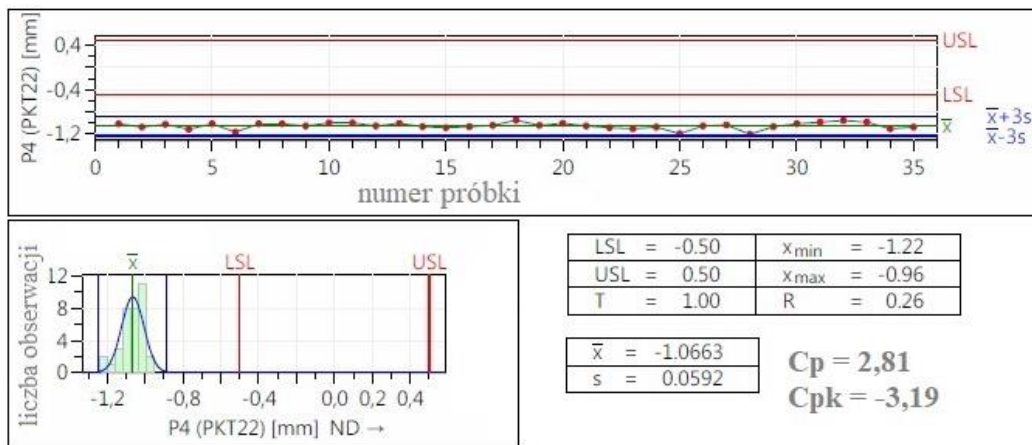 P4 (PKT22) [mm]
0,4
-0,4
-1,2
USL
LSL
x̅+3s
x̅
x̅-3s
0 5 10 15 20 25 30 35
numer próbki
liczba obserwacji
12
8
4
0
x̅ LSL USL
-1,2 -0,8 -0,4 0,0 0,2 0,4
P4 (PKT22) [mm] ND →
LSL = -0.50 xmin = -1.22
USL = 0.50 xmax = -0.96
T = 1.00 R = 0.26
x̅ = -1.0663
s = 0.0592
Cp = 2,81
Cpk = -3,19